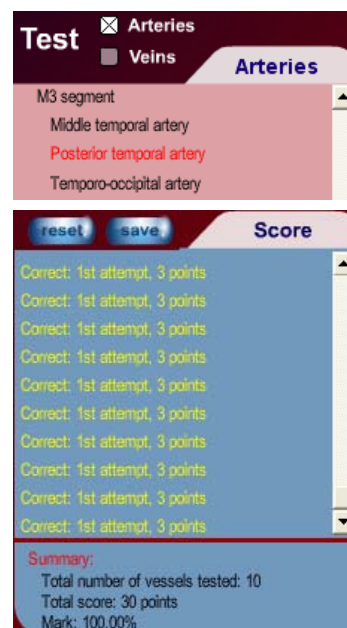 Test
Arteries
Veins
Arteries
M3 segment
Middle temporal artery
Posterior temporal artery
Temporo-occipital artery
reset save Score
Correct: 1st attempt, 3 points
Correct: 1st attempt, 3 points
Correct: 1st attempt, 3 points
Correct: 1st attempt, 3 points
Correct: 1st attempt, 3 points
Correct: 1st attempt, 3 points
Correct: 1st attempt, 3 points
Correct: 1st attempt, 3 points
Correct: 1st attempt, 3 points
Correct: 1st attempt, 3 points
Summary:
Total number of vessels tested: 10
Total score: 30 points
Mark: 100.00%